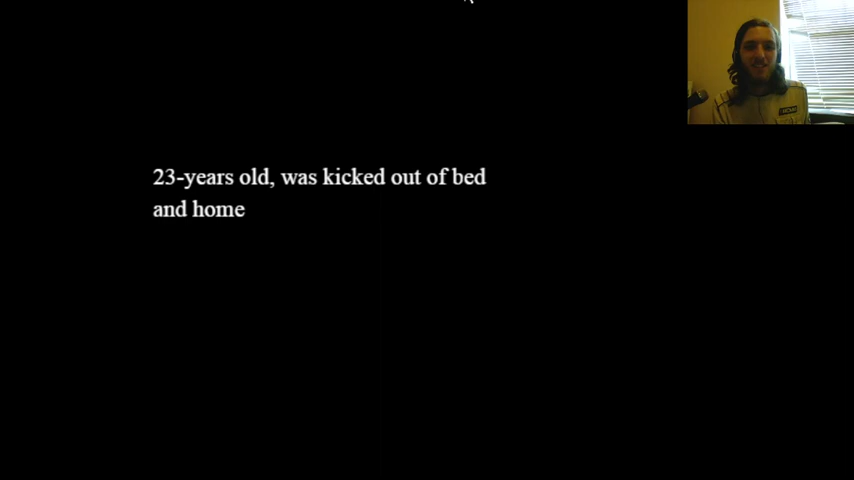 23-years old, was kicked out of bed
and home